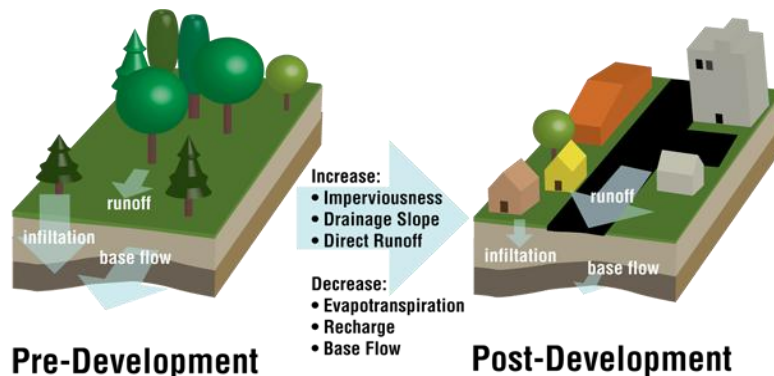 runoff
infiltation
base flow
Pre-Development
Increase:
• Imperviousness
• Drainage Slope
• Direct Runoff
Decrease:
• Evapotranspiration
• Recharge
• Base Flow
runoff
infiltation
base flow
Post-Development